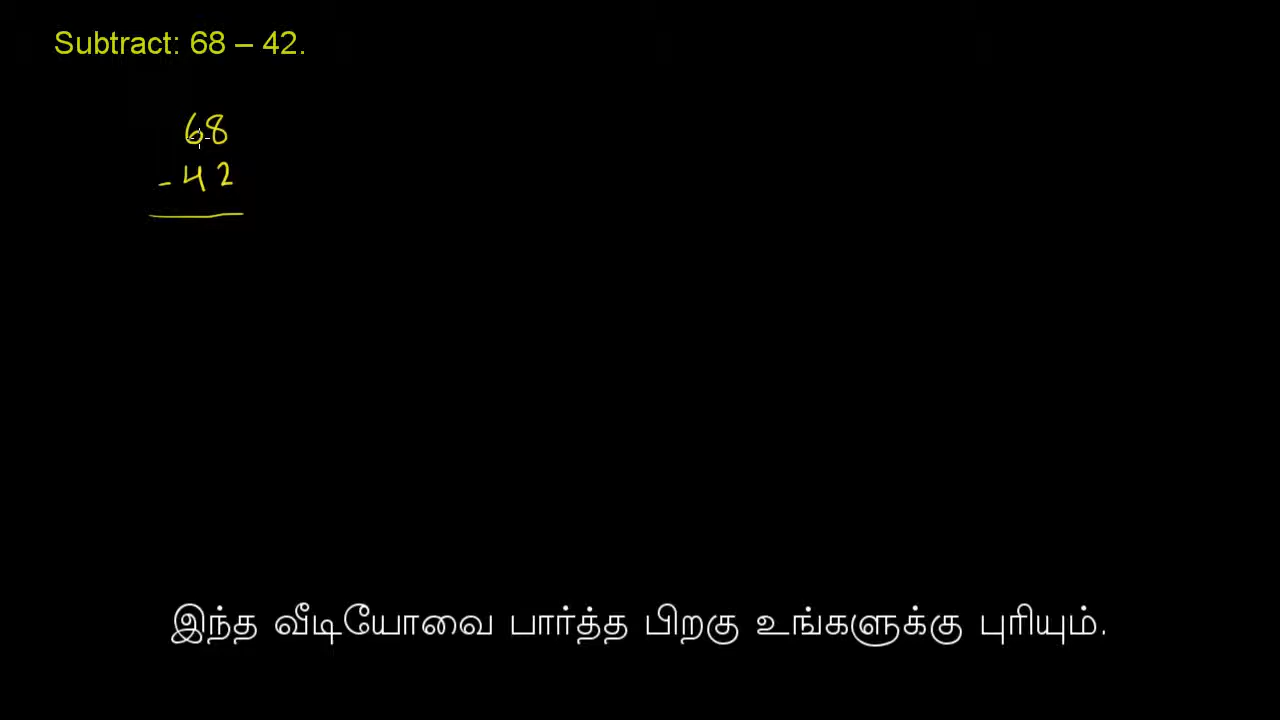 Subtract: 68 – 42.
68
- 42
இந்த வீடியோவை பார்த்த பிறகு உங்களுக்கு புரியும்.